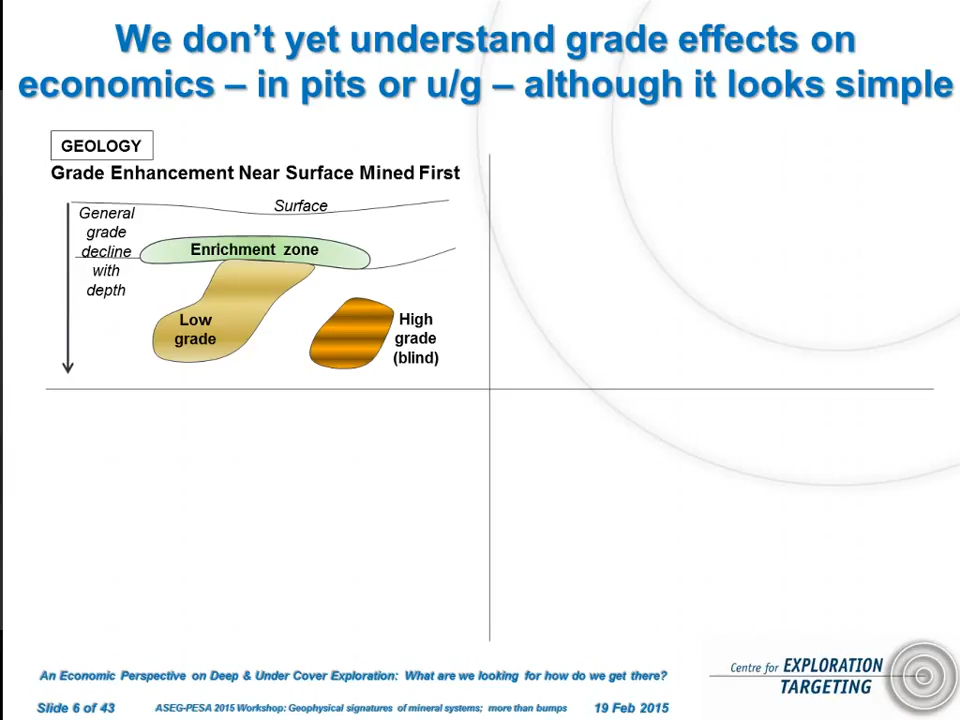 We don’t yet understand grade effects on
economics – in pits or u/g – although it looks simple
GEOLOGY
Grade Enhancement Near Surface Mined First
Surface
General
grade
decline
with
depth
Enrichment zone
Low
grade
High
grade
(blind)
An Economic Perspective on Deep & Under Cover Exploration: What are we looking for how do we get there?
Centre for EXPLORATION
TARGETING
Slide 6 of 43
ASEG-PESA 2015 Workshop: Geophysical signatures of mineral systems; more than bumps
19 Feb 2015